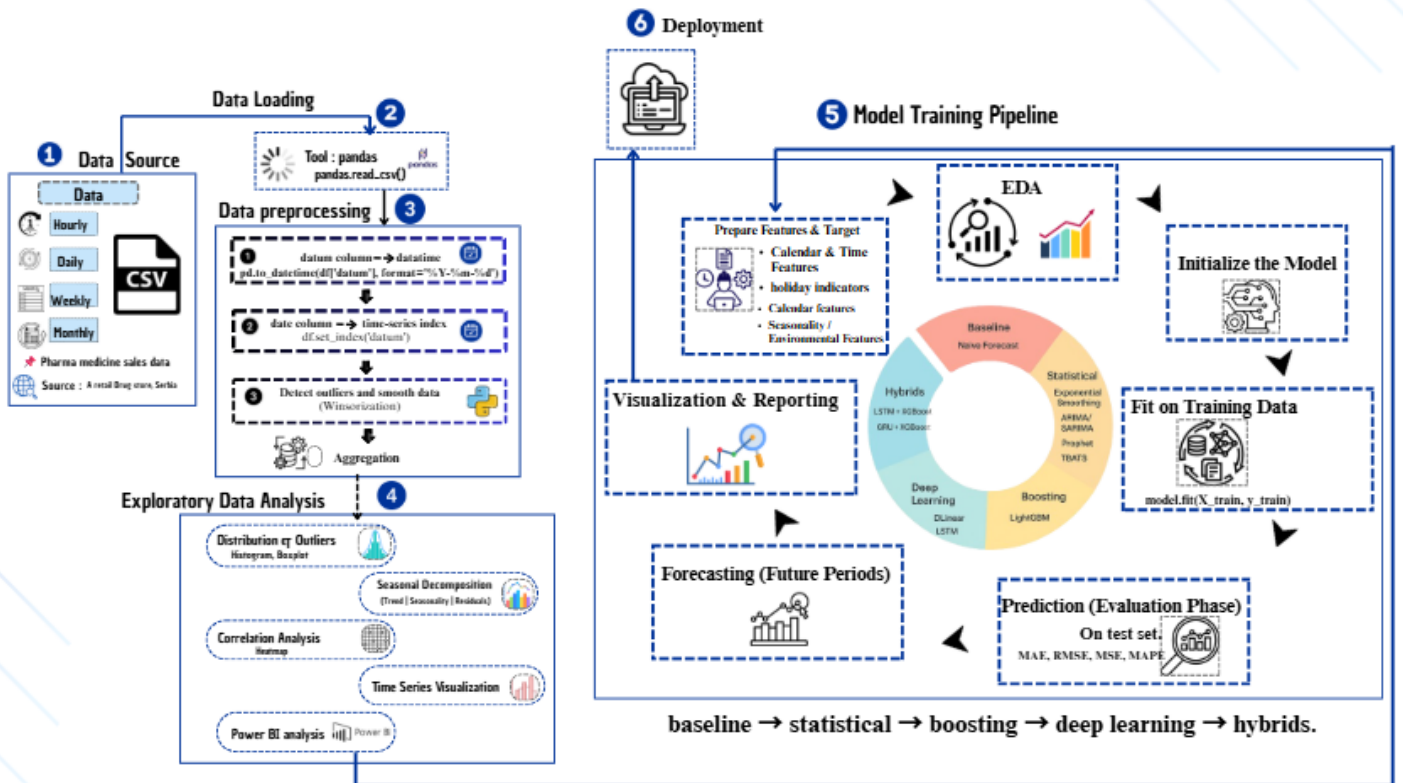 6 Deployment
Data Loading
2
Tool : pandas
pandas.read_csv()
pandas
1 Data Source
Data
Hourly
Daily
Weekly
Monthly
CSV
Pharma medicine sales data
Source : A retail Drug store, Serbia
Data preprocessing 3
1 datum column --→ datatime
pd.to_datetime(df['datum'], format="%Y-%m-%d')
2 date column --→ time-series index
df.set_index('datum')
3 Detect outliers and smooth data
(Winsorization)
Aggregation
4
Exploratory Data Analysis
Distribution & Outliers
Histogram, Boxplot
Seasonal Decomposition
(Trend | Seasonality | Residuals)
Correlation Analysis
Heatmap
Time Series Visualization
Power BI analysis
Power BI
5 Model Training Pipeline
Prepare Features & Target
• Calendar & Time
Features
• holiday indicators
• Calendar features
• Seasonality /
Environmental Features
EDA
Initialize the Model
Fit on Training Data
model.fit(X_train, y_train)
Prediction (Evaluation Phase)
On test set.
MAE, RMSE, MSE, MAPE
Forecasting (Future Periods)
Visualization & Reporting
Baseline
Naive Forecast
Statistical
Exponential
Smoothing
ARIMA/
SARIMA
Prophet
TBATS
Boosting
LightGBM
Deep
Learning
DLinear
LSTM
Hybrids
LSTM + XGBoost
GRU + XGBoost
baseline → statistical → boosting → deep learning → hybrids.